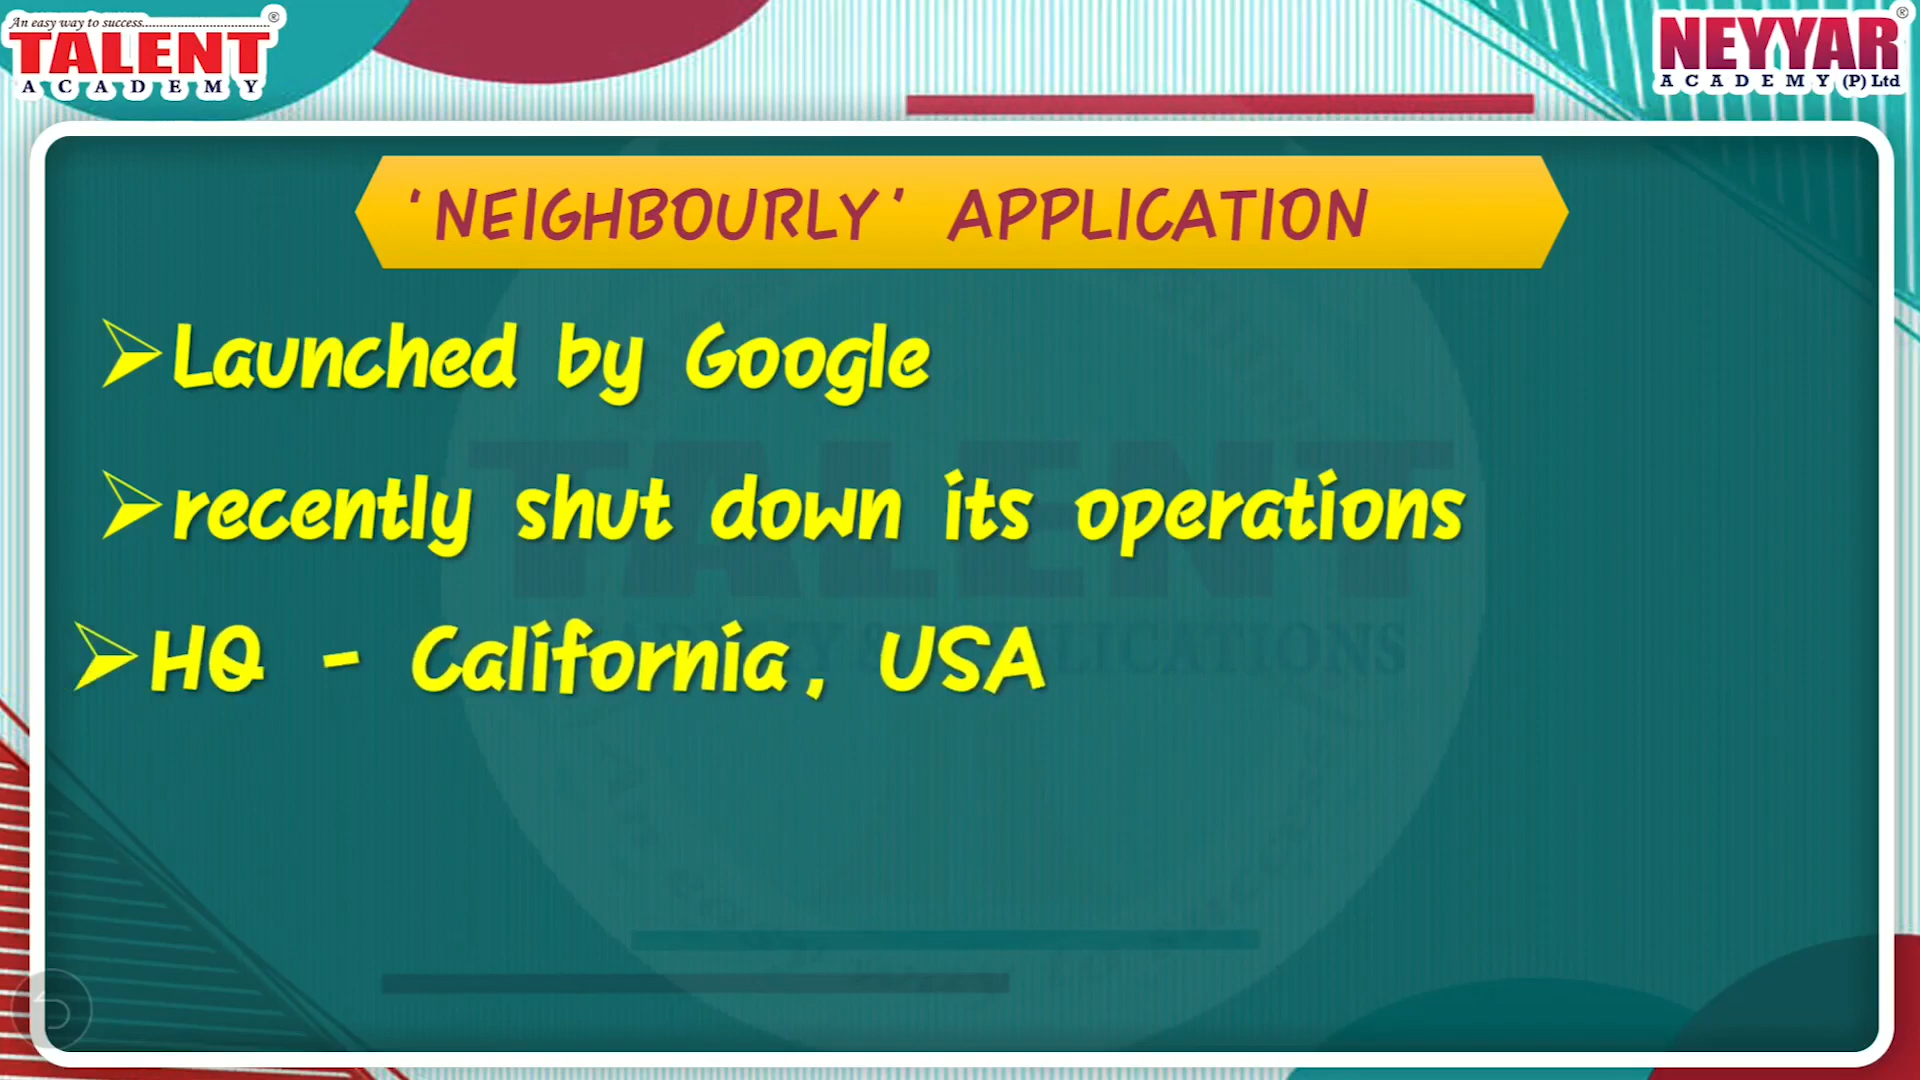 An easy way to success
TALENT
ACADEMY
NEYYAR
ACADEMY (P) Ltd
'NEIGHBOURLY' APPLICATION
Launched by Google
recently shut down its operations
HQ - California, USA
TALENT